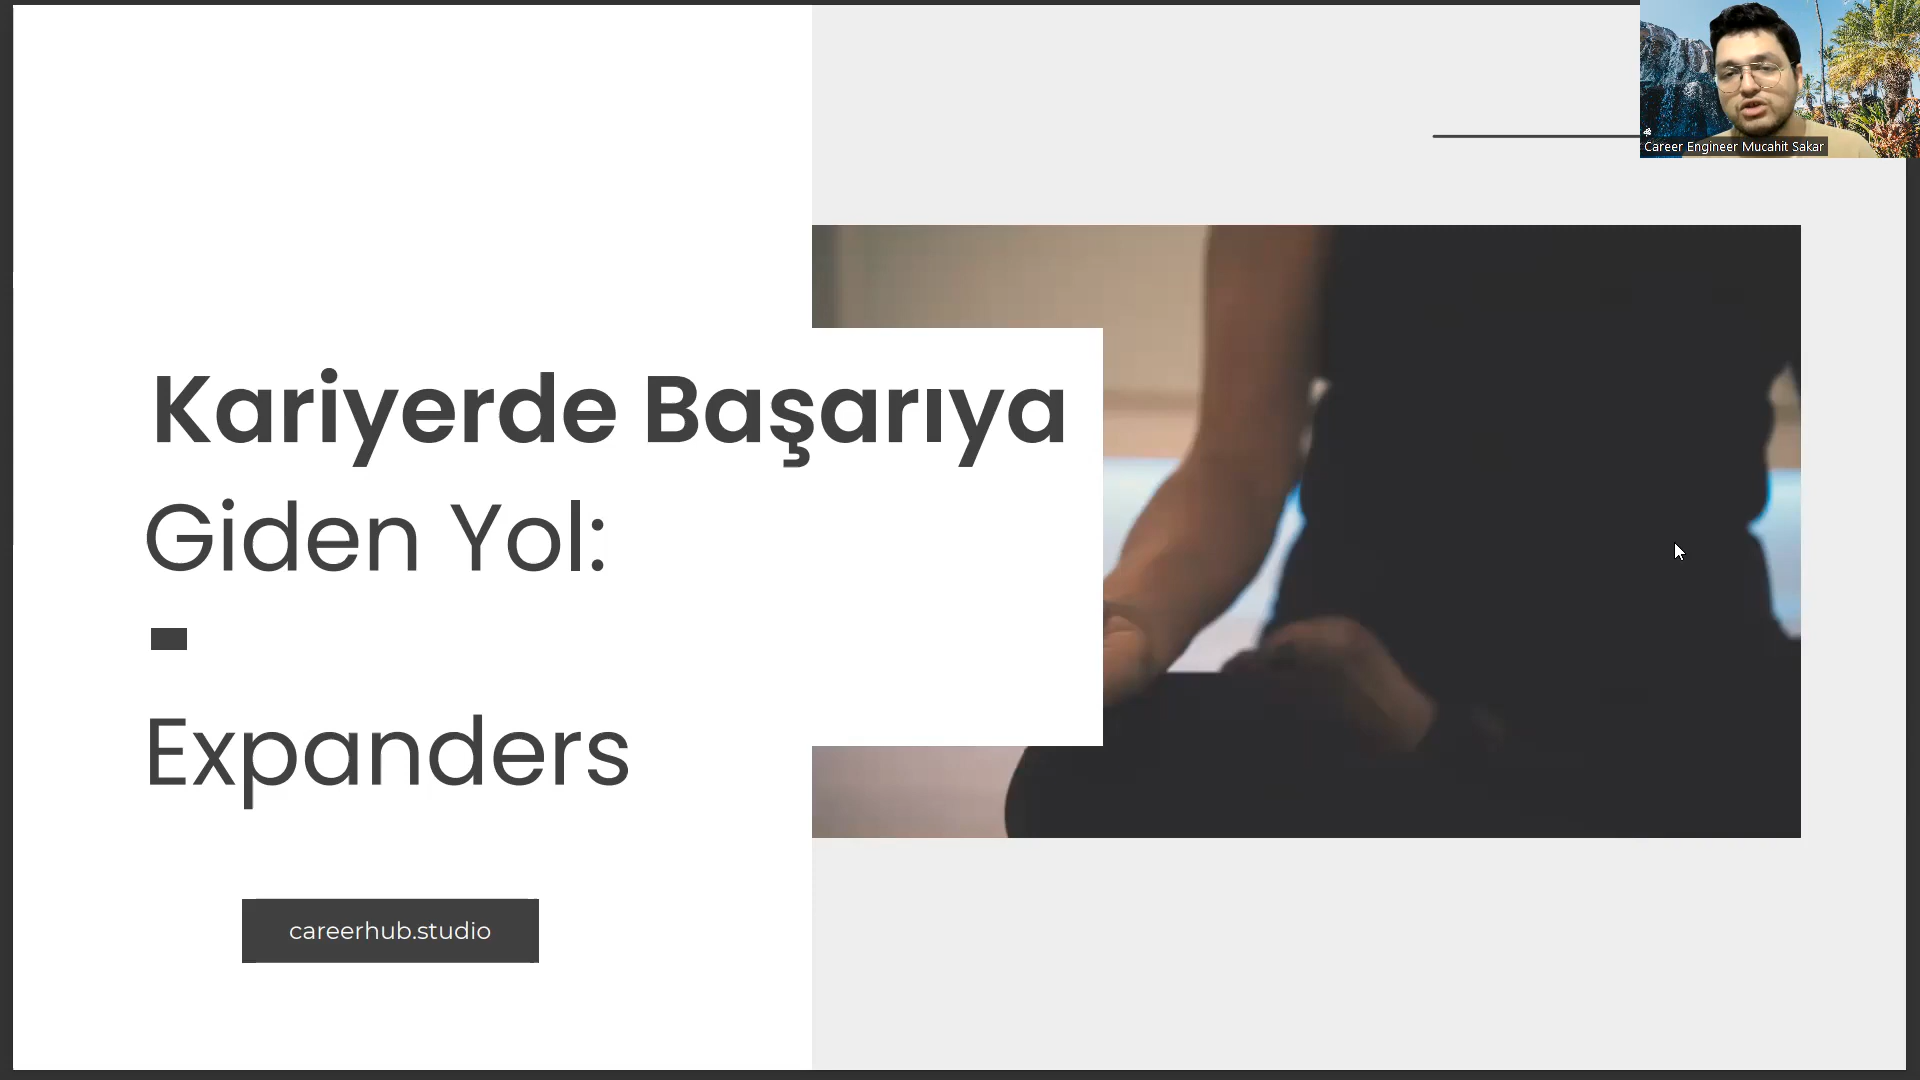 Career Engineer Mucahit Sakar
Kariyerde Başarıya
Giden Yol:
Expanders
careerhub.studio